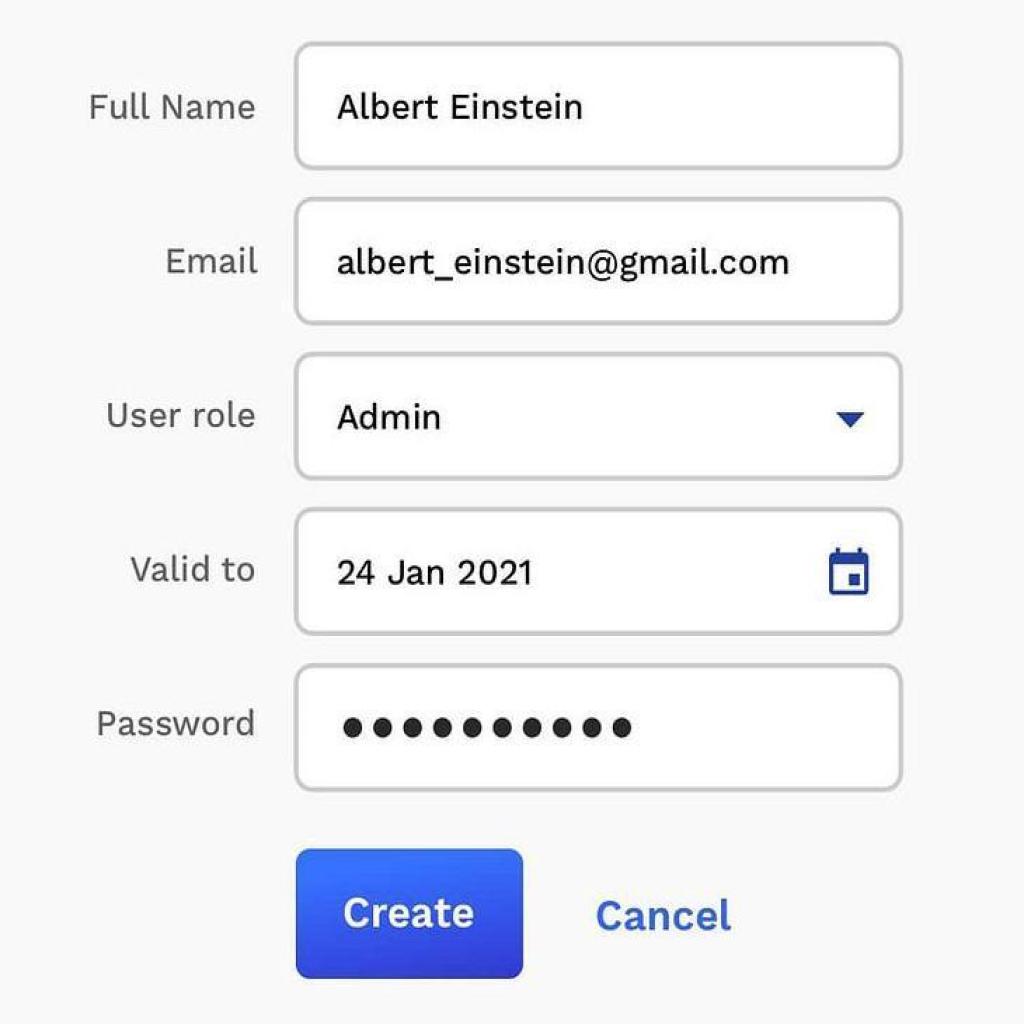 Full Name Albert Einstein
Email albert_einstein@gmail.com
User role Admin
Valid to 24 Jan 2021
Password ●●●●●●●●●●
Create Cancel